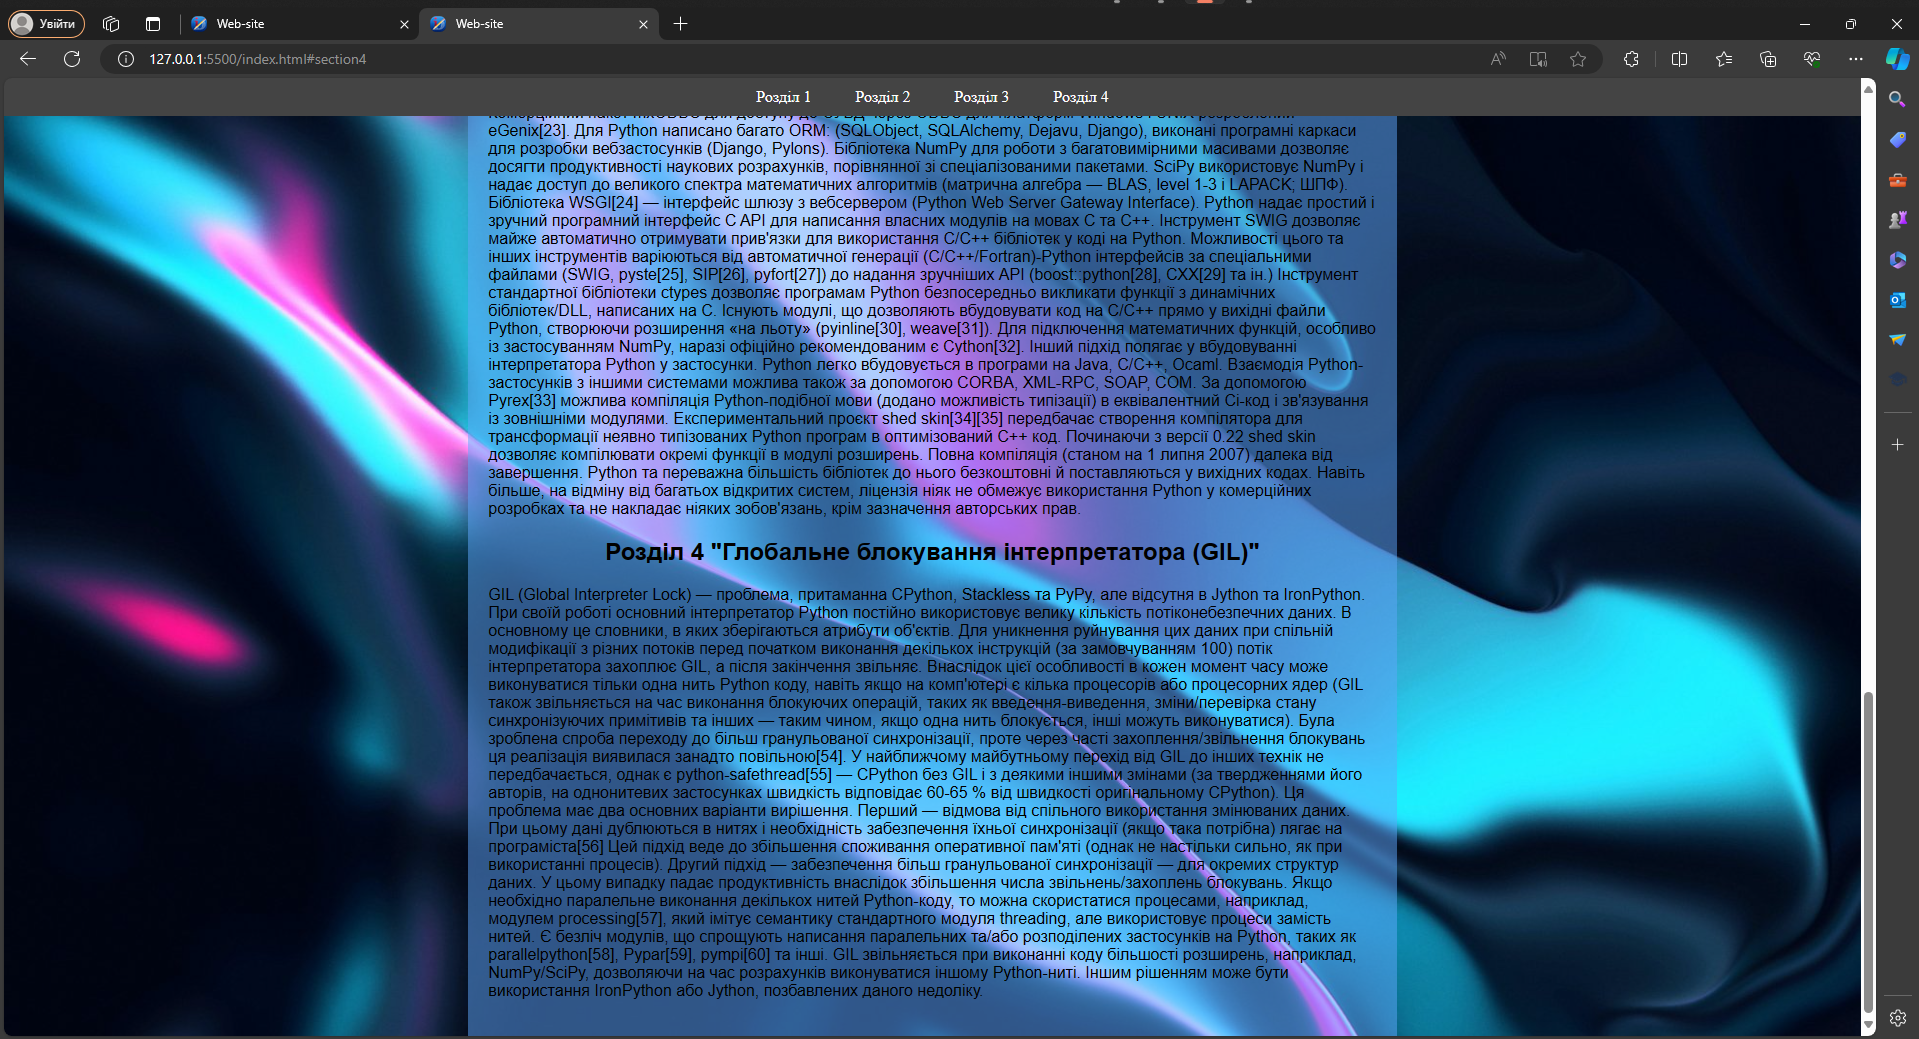 Увійти
Web-site
Web-site
127.0.0.1:5500/index.html#section4
Розділ 1 Розділ 2 Розділ 3 Розділ 4
eGenix[23]. Для Python написано багато ORM: (SQLObject, SQLAlchemy, Dejavu, Django), виконані програмні каркаси
для розробки вебзастосунків (Django, Pylons). Бібліотека NumPy для роботи з багатовимірними масивами дозволяє
досягти продуктивності наукових розрахунків, порівнянної зі спеціалізованими пакетами. SciPy використовує NumPy і
надає доступ до великого спектра математичних алгоритмів (матрична алгебра — BLAS, level 1-3 і LAPACK; ШПФ).
Бібліотека WSGI[24] — інтерфейс шлюзу з вебсервером (Python Web Server Gateway Interface). Python надає простий і
зручний програмний інтерфейс C API для написання власних модулів на мовах C та C++. Інструмент SWIG дозволяє
майже автоматично отримувати прив'язки для використання C/C++ бібліотек у коді на Python. Можливості цього та
інших інструментів варіюються від автоматичної генерації (C/C++/Fortran)-Python інтерфейсів за спеціальними
файлами (SWIG, pyste[25], SIP[26], pyfort[27]) до надання зручніших API (boost::python[28], CXX[29] та ін.) Інструмент
стандартної бібліотеки ctypes дозволяє програмам Python безпосередньо викликати функції з динамічних
бібліотек/DLL, написаних на C. Існують модулі, що дозволяють вбудовувати код на C/C++ прямо у вихідні файли
Python, створюючи розширення «на льоту» (pyinline[30], weave[31]). Для підключення математичних функцій, особливо
із застосуванням NumPy, наразі офіційно рекомендованим є Cython[32]. Інший підхід полягає у вбудовуванні
інтерпретатора Python у застосунки. Python легко вбудовується в програми на Java, C/C++, Ocaml. Взаємодія Python-
застосунків з іншими системами можлива також за допомогою CORBA, XML-RPC, SOAP, COM. За допомогою
Pyrex[33] можлива компіляція Python-подібної мови (додано можливість типізації) в еквівалентний Сі-код і зв'язування
із зовнішніми модулями. Експериментальний проєкт shed skin[34][35] передбачає створення компілятора для
трансформації неявно типізованих Python програм в оптимізований C++ код. Починаючи з версії 0.22 shed skin
дозволяє компілювати окремі функції в модулі розширень. Повна компіляція (станом на 1 липня 2007) далека від
завершення. Python та переважна більшість бібліотек до нього безкоштовні й поставляються у вихідних кодах. Навіть
більше, на відміну від багатьох відкритих систем, ліцензія ніяк не обмежує використання Python у комерційних
розробках та не накладає ніяких зобов'язань, крім зазначення авторських прав.
Розділ 4 "Глобальне блокування інтерпретатора (GIL)"
GIL (Global Interpreter Lock) — проблема, притаманна CPython, Stackless та PyPy, але відсутня в Jython та IronPython.
При своїй роботі основний інтерпретатор Python постійно використовує велику кількість потіконебезпечних даних. В
основному це словники, в яких зберігаються атрибути об'єктів. Для уникнення руйнування цих даних при спільній
модифікації з різних потоків перед початком виконання декількох інструкцій (за замовчуванням 100) потік
інтерпретатора захоплює GIL, а після закінчення звільняє. Внаслідок цієї особливості в кожен момент часу може
виконуватися тільки одна нить Python коду, навіть якщо на комп'ютері є кілька процесорів або процесорних ядер (GIL
також звільняється на час виконання блокуючих операцій, таких як введення-виведення, зміни/перевірка стану
синхронізуючих примітивів та інших — таким чином, якщо одна нить блокується, інші можуть виконуватися). Була
зроблена спроба переходу до більш гранульованої синхронізації, проте через часті захоплення/звільнення блокувань
ця реалізація виявилася занадто повільною[54]. У найближчому майбутньому перехід від GIL до інших технік не
передбачається, однак є python-safethread[55] — CPython без GIL і з деякими іншими змінами (за твердженнями його
авторів, на однонитевих застосунках швидкість відповідає 60-65 % від швидкості оригінальному CPython). Ця
проблема має два основних варіанти вирішення. Перший — відмова від спільного використання змінюваних даних.
При цьому дані дублюються в нитях і необхідність забезпечення їхньої синхронізації (якщо така потрібна) лягає на
програміста[56] Цей підхід веде до збільшення споживання оперативної пам'яті (однак не настільки сильно, як при
використанні процесів). Другий підхід — забезпечення більш гранульованої синхронізації — для окремих структур
даних. У цьому випадку падає продуктивність внаслідок збільшення числа звільнень/захоплень блокувань. Якщо
необхідно паралельне виконання декількох нитей Python-коду, то можна скористатися процесами, наприклад,
модулем processing[57], який імітує семантику стандартного модуля threading, але використовує процеси замість
нитей. Є безліч модулів, що спрощують написання паралельних та/або розподілених застосунків на Python, таких як
parallelpython[58], Pypar[59], pympi[60] та інші. GIL звільняється при виконанні коду більшості розширень, наприклад,
NumPy/SciPy, дозволяючи на час розрахунків виконуватися іншому Python-ниті. Іншим рішенням може бути
використання IronPython або Jython, позбавлених даного недоліку.